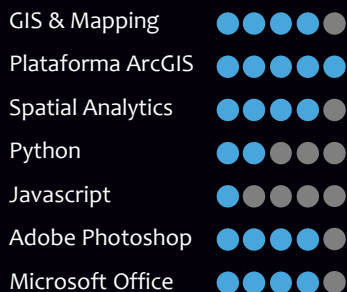 GIS & Mapping
Plataforma ArcGIS
Spatial Analytics
Python
Javascript
Adobe Photoshop
Microsoft Office